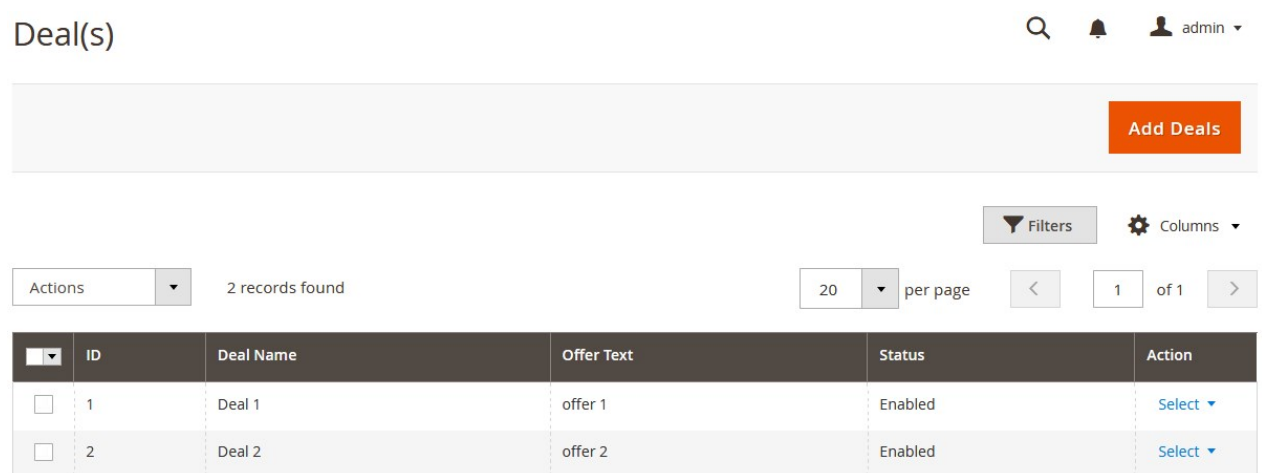 Deal(s)
admin
Add Deals
Filters
Columns
Actions
2 records found
20
per page
1
of 1
ID Deal Name Offer Text Status Action
1 Deal 1 offer 1 Enabled Select
2 Deal 2 offer 2 Enabled Select